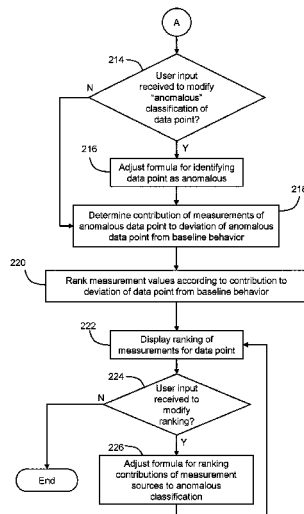 A
214
User input
received to modify
"anomalous"
classification of
data point?
N
Y
216
Adjust formula for identifying
data point as anomalous
218
Determine contribution of measurements of
anomalous data point to deviation of anomalous
data point from baseline behavior
220
Rank measurement values according to contribution to
deviation of data point from baseline behavior
222
Display ranking of
measurements for data point
224
User input
received to
modify
ranking?
N
Y
End
226
Adjust formula for ranking
contributions of measurement
sources to anomalous
classification